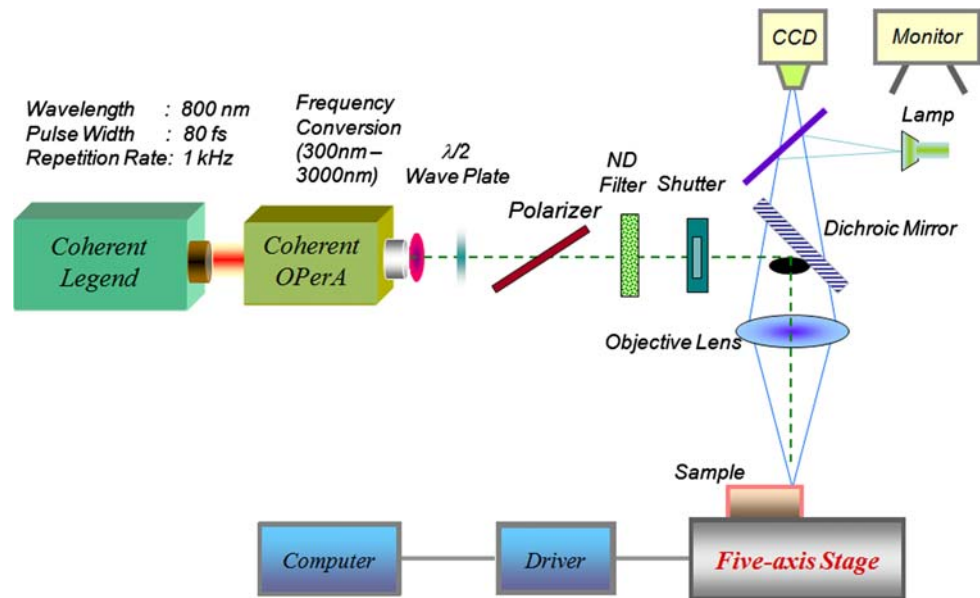 CCD
Monitor
Lamp
Wavelength : 800 nm
Pulse Width : 80 fs
Repetition Rate: 1 kHz
Frequency
Conversion
(300nm –
3000nm)
λ/2
Wave Plate
Polarizer
ND
Filter
Shutter
Dichroic Mirror
Coherent
Legend
Coherent
OPerA
Objective Lens
Sample
Computer
Driver
Five-axis Stage